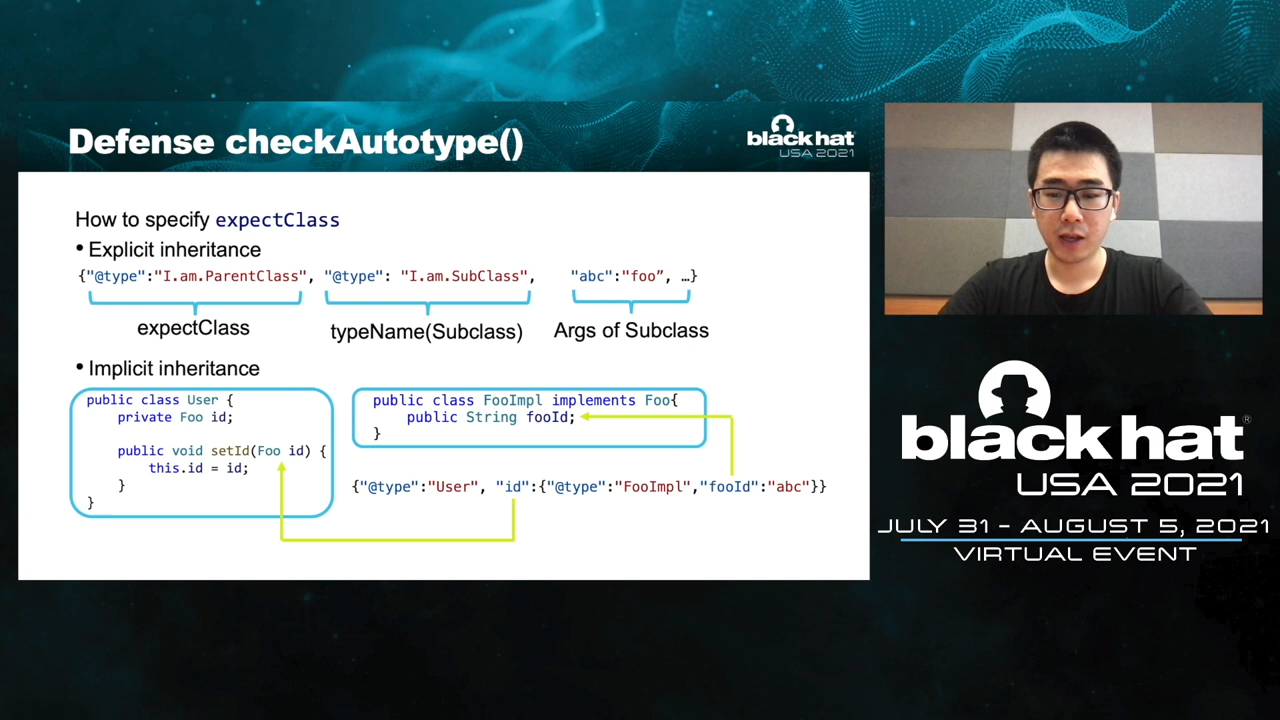 Defense checkAutotype()
black hat
USA 2021
How to specify expectClass
• Explicit inheritance
{"@type":"I.am.ParentClass", "@type": "I.am.SubClass", "abc":"foo”, …}
expectClass
typeName(Subclass)
Args of Subclass
• Implicit inheritance
public class User {
private Foo id;
public void setId(Foo id) {
this.id = id;
}
}
public class FooImpl implements Foo{
public String fooId;
}
{"@type":"User", "id":{"@type":"FooImpl","fooId":"abc"}}
black hat®
USA 2021
JULY 31 - AUGUST 5, 2021
VIRTUAL EVENT